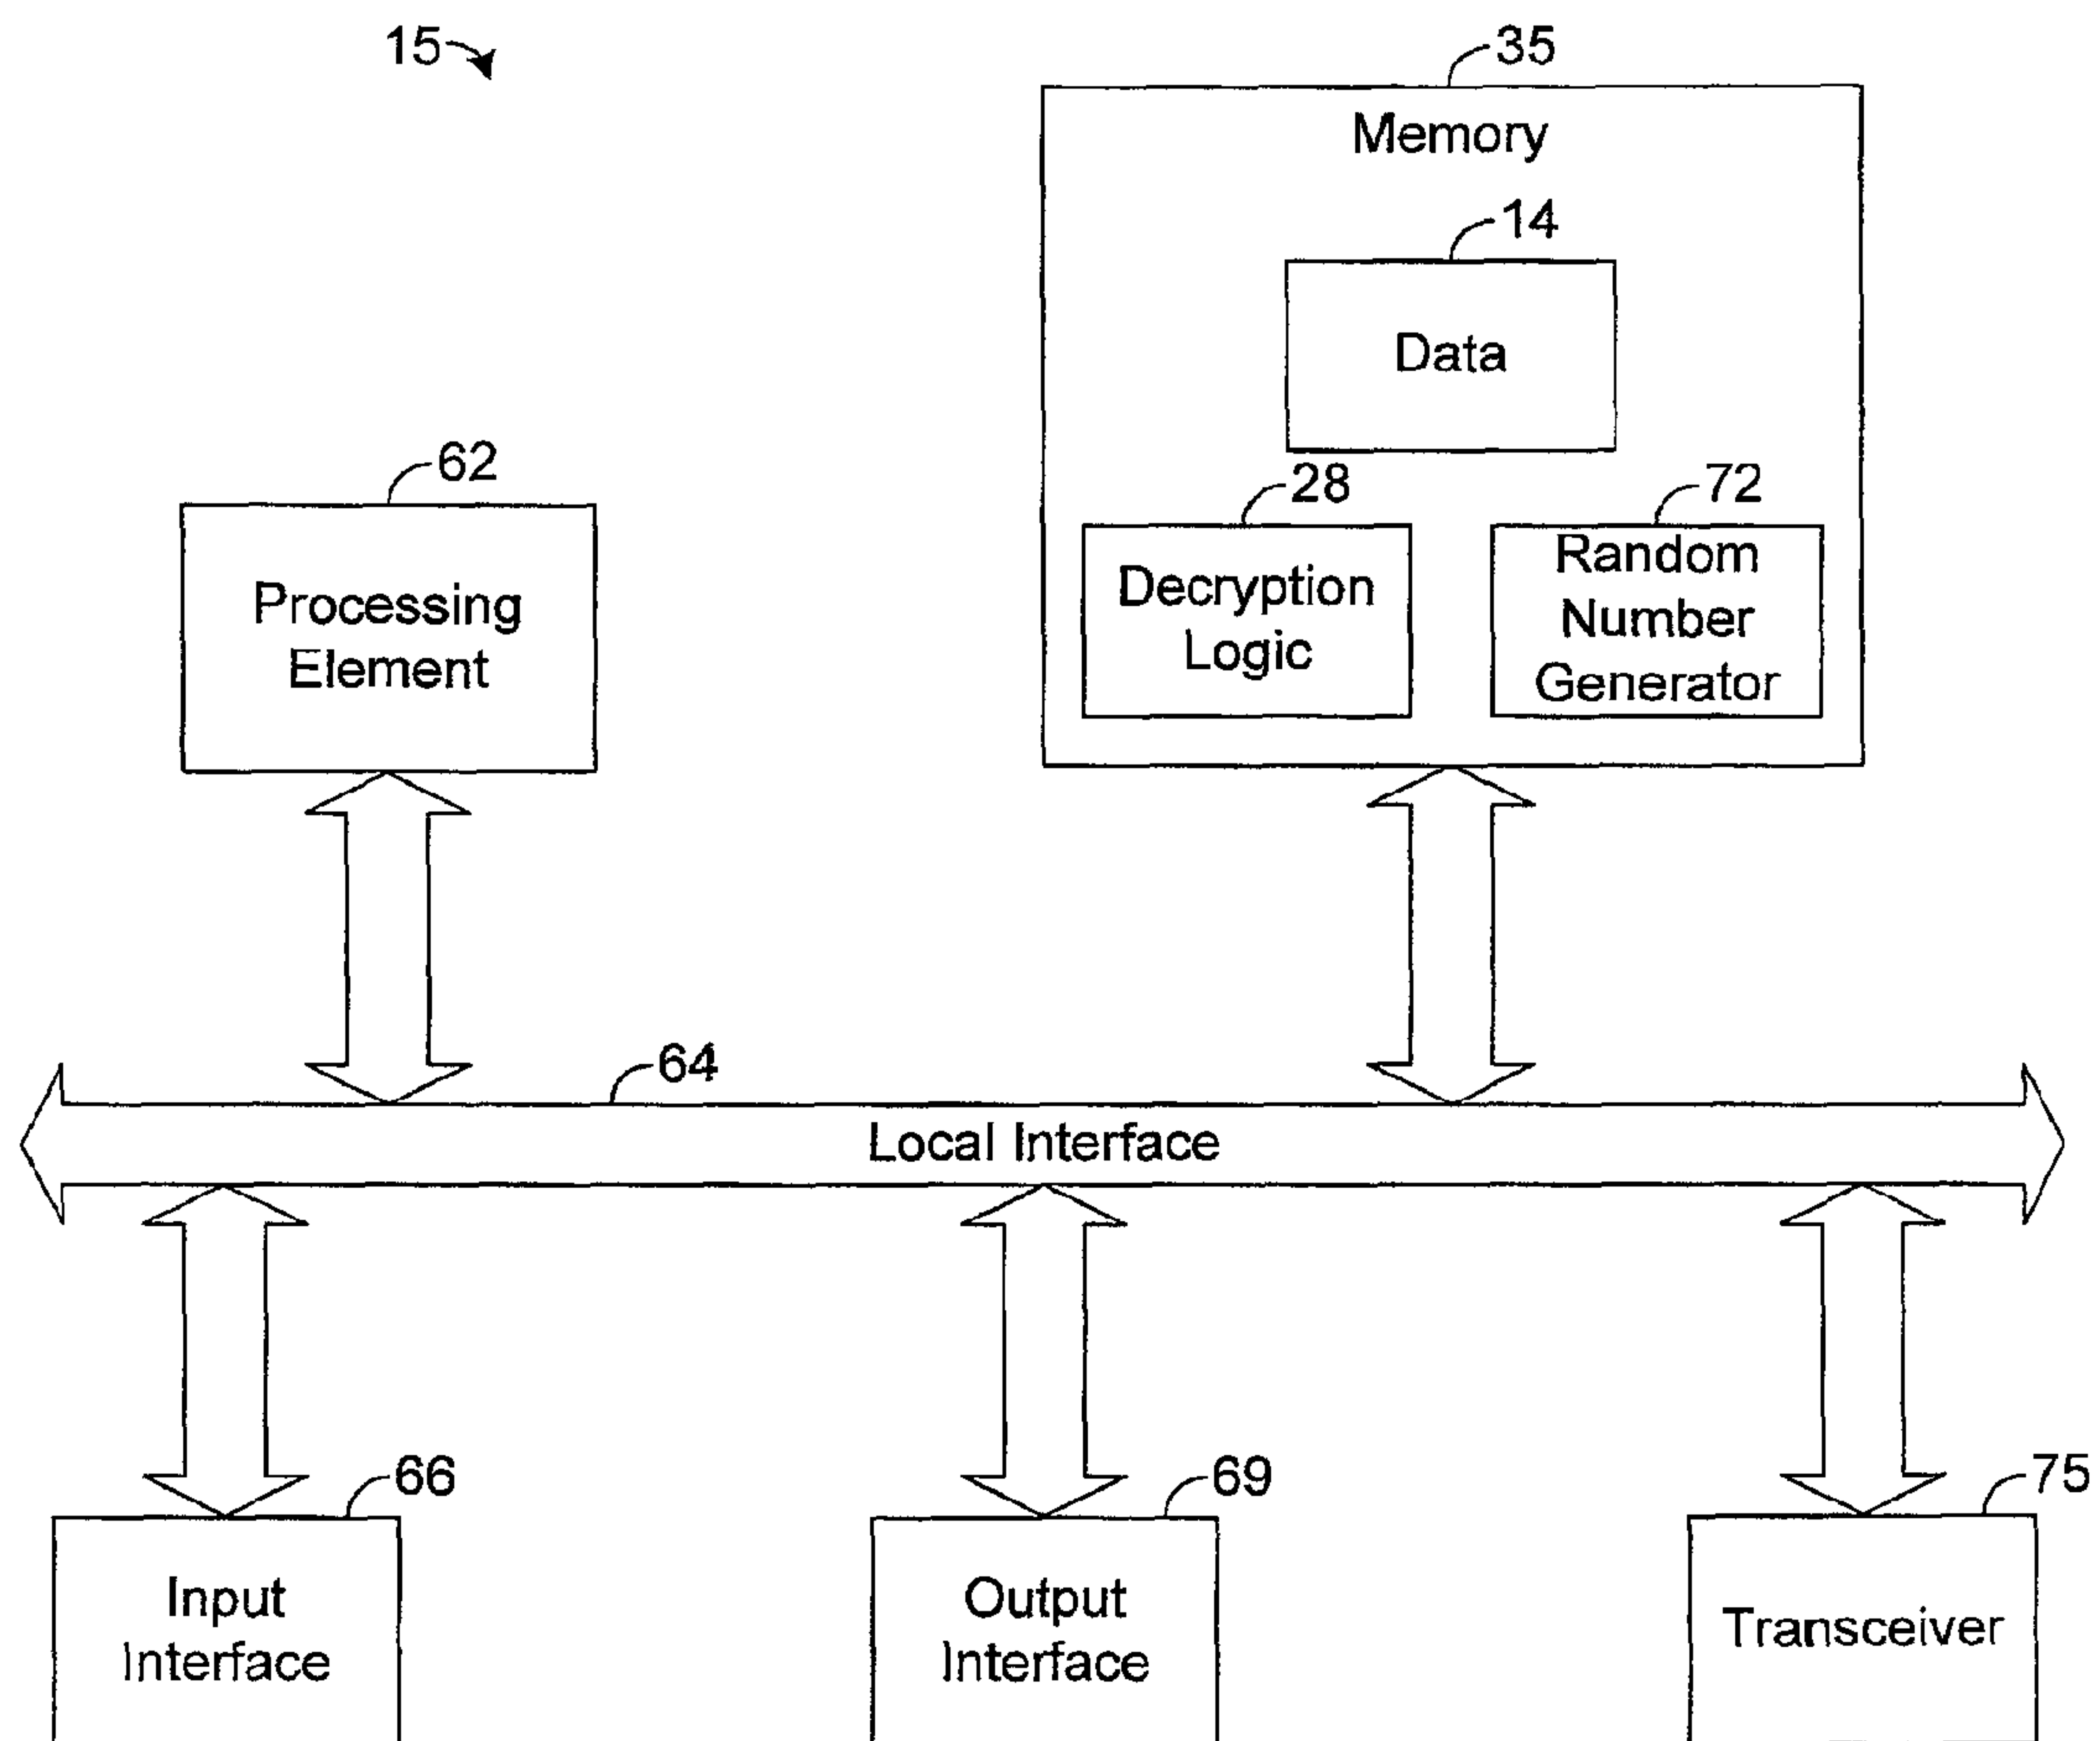 15
35
Memory
14
Data
62
28
72
Processing
Element
Decryption
Logic
Random
Number
Generator
64
Local Interface
66
69
75
Input
Interface
Output
Interface
Transceiver